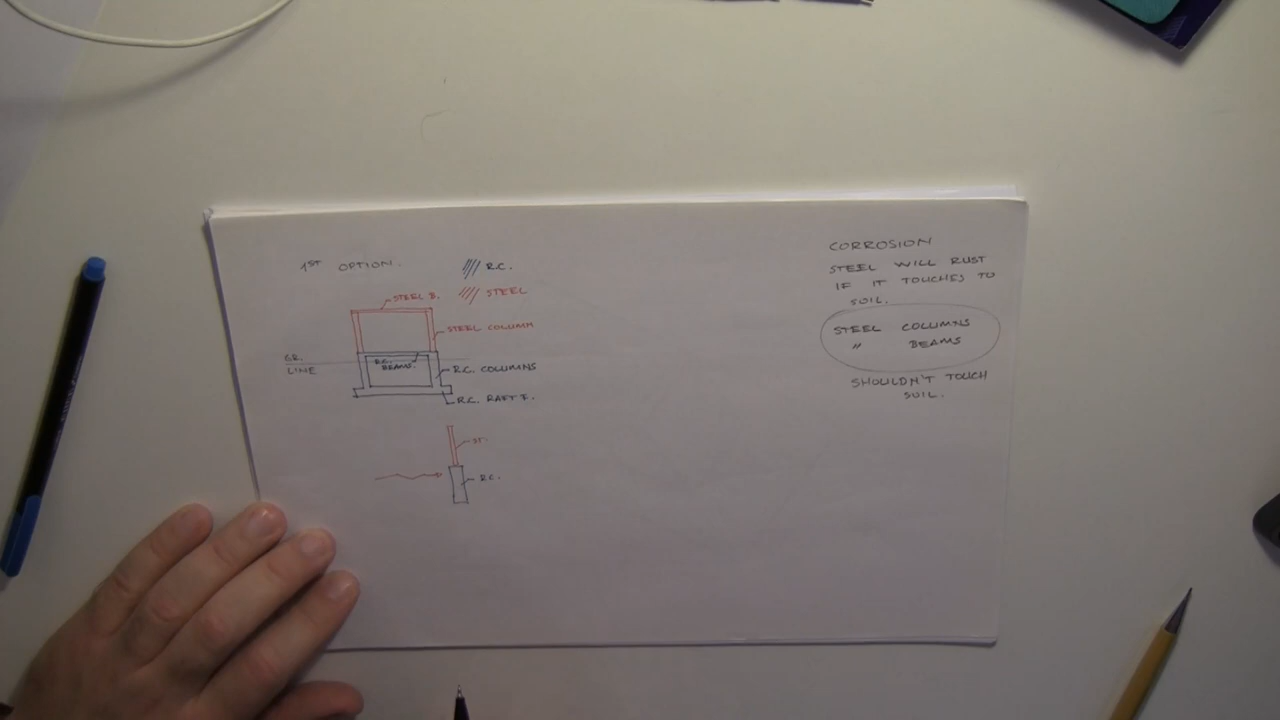 1ST OPTION.
R.C.
STEEL B.
STEEL
STEEL COLUMN
GR.
LINE
R.C.
BEAMS.
R.C. COLUMNS
R.C. RAFT F.
ST.
R.C.
CORROSION
STEEL WILL RUST
IF IT TOUCHES TO
SOIL.
STEEL COLUMNS
" BEAMS
SHOULDN'T TOUCH
SOIL.